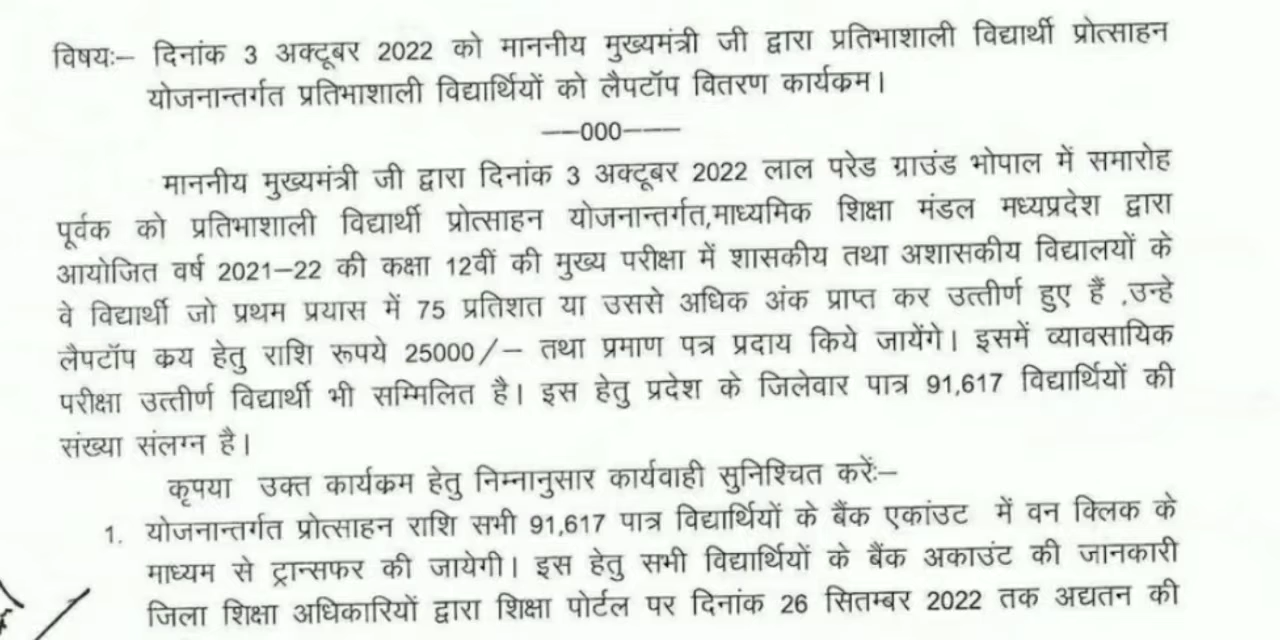 विषयः– दिनांक 3 अक्टूबर 2022 को माननीय मुख्यमंत्री जी द्वारा प्रतिभाशाली विद्यार्थी प्रोत्साहन
योजनान्तर्गत प्रतिभाशाली विद्यार्थियों को लैपटॉप वितरण कार्यक्रम।
—000—
माननीय मुख्यमंत्री जी द्वारा दिनांक 3 अक्टूबर 2022 लाल परेड ग्राउंड भोपाल में समारोह
पूर्वक को प्रतिभाशाली विद्यार्थी प्रोत्साहन योजनान्तर्गत,माध्यमिक शिक्षा मंडल मध्यप्रदेश द्वारा
आयोजित वर्ष 2021–22 की कक्षा 12वीं की मुख्य परीक्षा में शासकीय तथा अशासकीय विद्यालयों के
वे विद्यार्थी जो प्रथम प्रयास में 75 प्रतिशत या उससे अधिक अंक प्राप्त कर उत्तीर्ण हुए हैं ,उन्हे
लैपटॉप क्रय हेतु राशि रूपये 25000/– तथा प्रमाण पत्र प्रदाय किये जायेंगे। इसमें व्यावसायिक
परीक्षा उत्तीर्ण विद्यार्थी भी सम्मिलित है। इस हेतु प्रदेश के जिलेवार पात्र 91,617 विद्यार्थियों की
संख्या संलग्न है।
कृपया उक्त कार्यक्रम हेतु निम्नानुसार कार्यवाही सुनिश्चित करेंः–
1. योजनान्तर्गत प्रोत्साहन राशि सभी 91,617 पात्र विद्यार्थियों के बैंक एकांउट में वन क्लिक के
माध्यम से ट्रान्सफर की जायेगी। इस हेतु सभी विद्यार्थियों के बैंक अकाउंट की जानकारी
जिला शिक्षा अधिकारियों द्वारा शिक्षा पोर्टल पर दिनांक 26 सितम्बर 2022 तक अद्यतन की